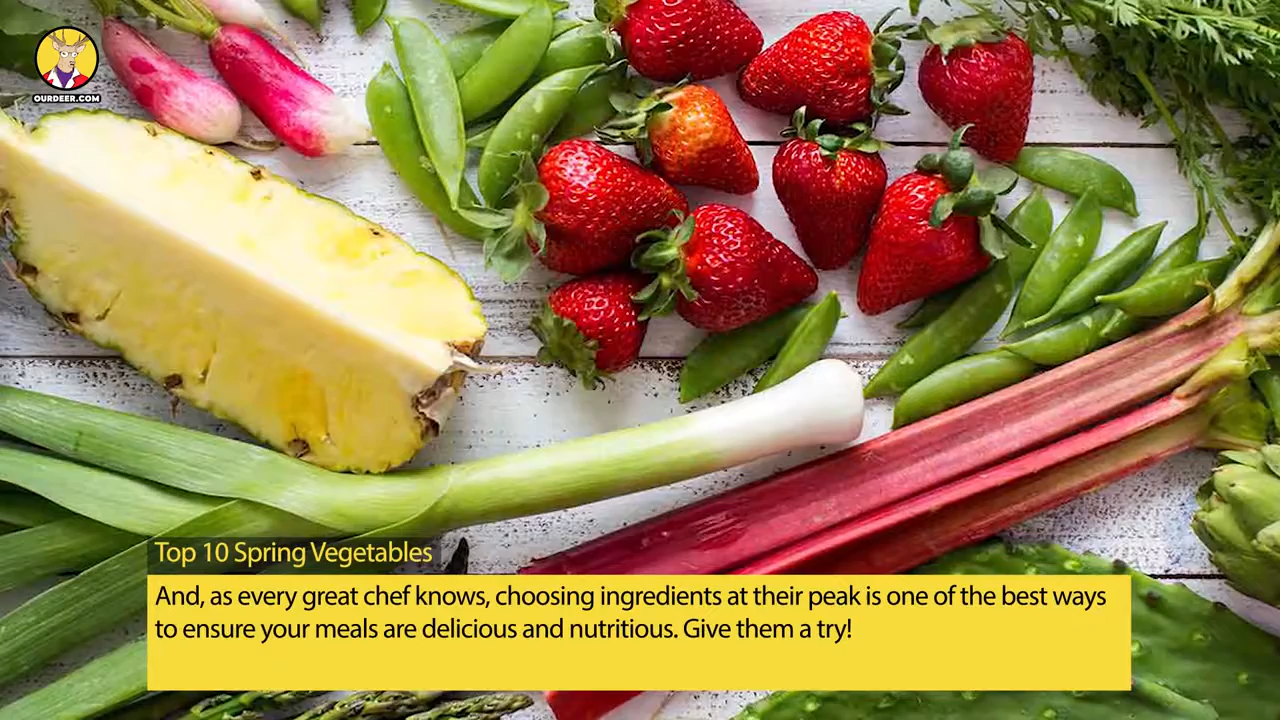 OURDEER.COM
Top 10 Spring Vegetables
And, as every great chef knows, choosing ingredients at their peak is one of the best ways
to ensure your meals are delicious and nutritious. Give them a try!